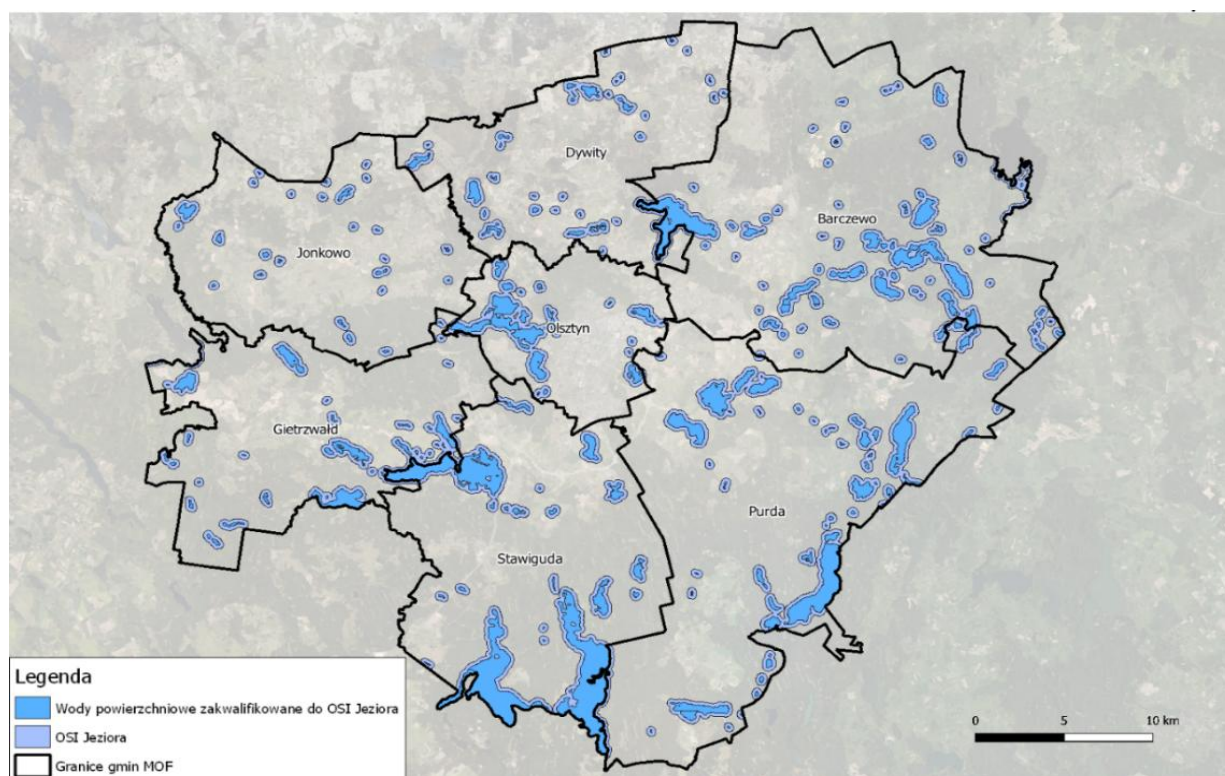 Dywity
Barczewo
Jonkowo
Olsztyn
Gietrzwałd
Purda
Stawiguda
Legenda
Wody powierzchniowe zakwalifikowane do OSI Jeziora
OSI Jeziora
Granice gmin MOF
0 5 10 km